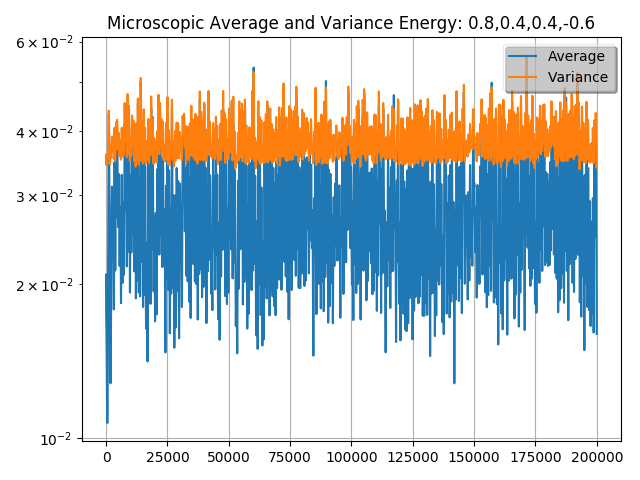 Microscopic Average and Variance Energy: 0.8,0.4,0.4,-0.6
Average
Variance
6 × 10⁻²
4 × 10⁻²
3 × 10⁻²
2 × 10⁻²
10⁻²
0 25000 50000 75000 100000 125000 150000 175000 200000